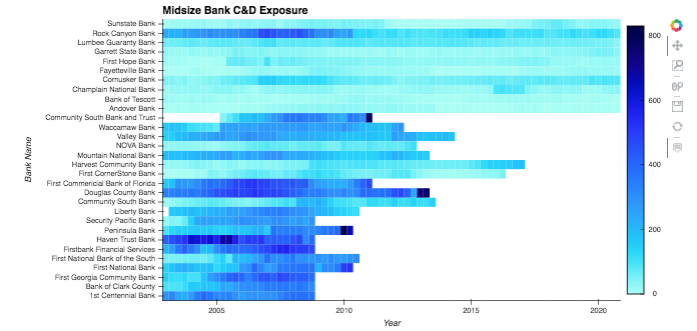 Midsize Bank C&D Exposure
Sunstate Bank
Rock Canyon Bank
Lumbee Guaranty Bank
Garrett State Bank
First Hope Bank
Fayetteville Bank
Cornusker Bank
Champlain National Bank
Bank of Tescott
Andover Bank
Community South Bank and Trust
Waccamaw Bank
Valley Bank
NOVA Bank
Mountain National Bank
Harvest Community Bank
First CornerStone Bank
First Commericial Bank of Florida
Douglas County Bank
Community South Bank
Liberty Bank
Security Pacific Bank
Peninsula Bank
Haven Trust Bank
Firstbank Financial Services
First National Bank of the South
First National Bank
First Georgia Community Bank
Bank of Clark County
1st Centennial Bank
Bank Name
2005
2010
2015
2020
Year
800
600
400
200
0